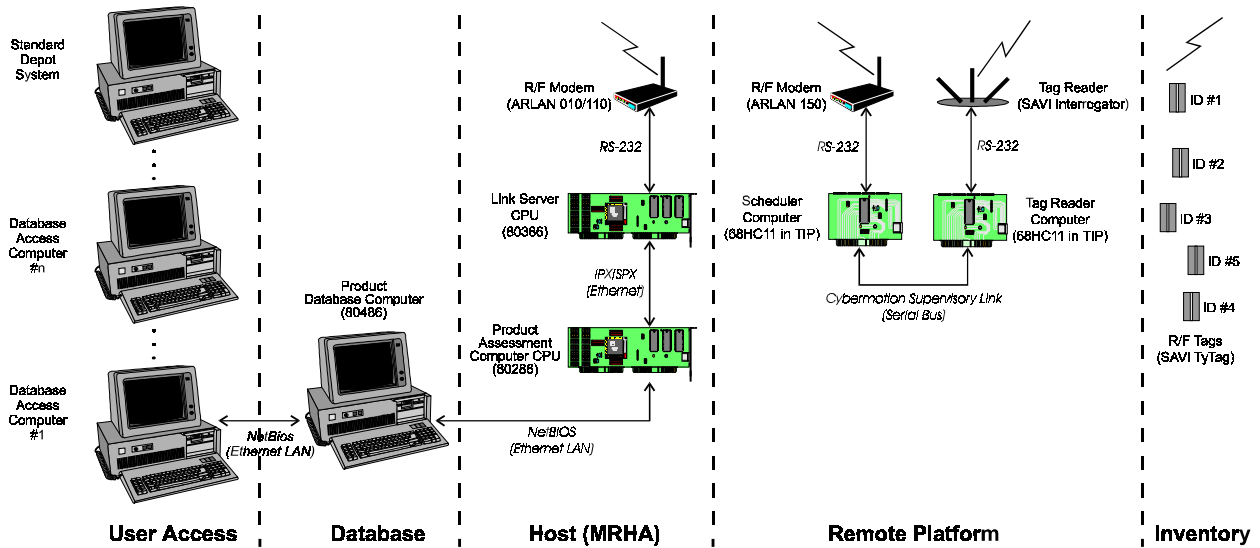 Standard
Depot
System
Database
Access
Computer
#n
Database
Access
Computer
#1
NetBios
(Ethernet LAN)
Product
Database Computer
(80486)
NetBIOS
(Ethernet LAN)
R/F Modem
(ARLAN 010/110)
RS-232
Link Server
CPU
(80386)
IPX/SPX
(Ethernet)
Product
Assessment
Computer CPU
(80286)
R/F Modem
(ARLAN 150)
RS-232
Scheduler
Computer
(68HC11 in TIP)
Tag Reader
(SAVI Interrogator)
RS-232
Tag Reader
Computer
(68HC11 in TIP)
Cybermotion Supervisory Link
(Serial Bus)
ID #1
ID #2
ID #3
ID #5
ID #4
R/F Tags
(SAVI TyTag)
User Access
Database
Host (MRHA)
Remote Platform
Inventory